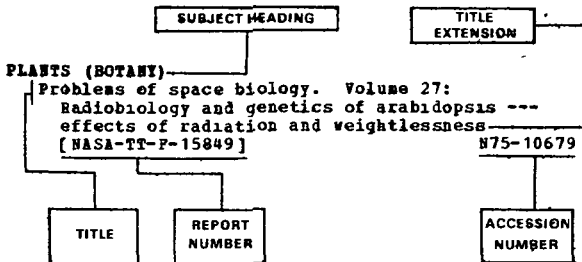 SUBJECT HEADING
TITLE
EXTENSION
PLANTS (BOTANY)
Problems of space biology. Volume 27:
Radiobiology and genetics of arabidopsis ---
effects of radiation and weightlessness
[NASA-TT-F-15849] N75-10679
TITLE
REPORT
NUMBER
ACCESSION
NUMBER